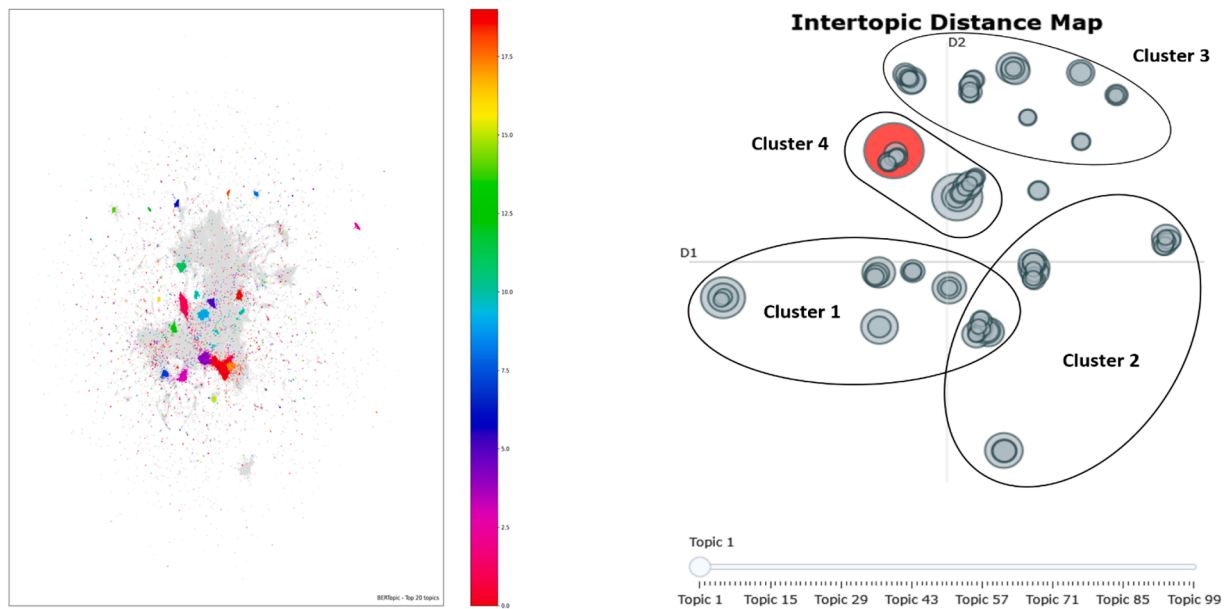 17.5
15.0
12.5
10.0
7.5
5.0
2.5
0.0
BERTopic - Top 20 topics
Intertopic Distance Map
D2
Cluster 3
Cluster 4
D1
Cluster 1
Cluster 2
Topic 1
Topic 1 Topic 15 Topic 29 Topic 43 Topic 57 Topic 71 Topic 85 Topic 99